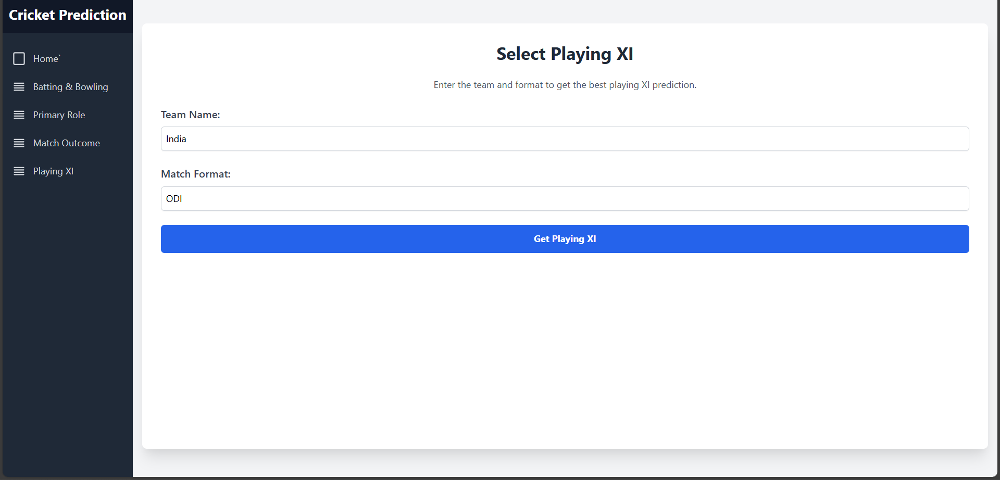 Cricket Prediction
Home`
Batting & Bowling
Primary Role
Match Outcome
Playing XI
Select Playing XI
Enter the team and format to get the best playing XI prediction.
Team Name:
India
Match Format:
ODI
Get Playing XI